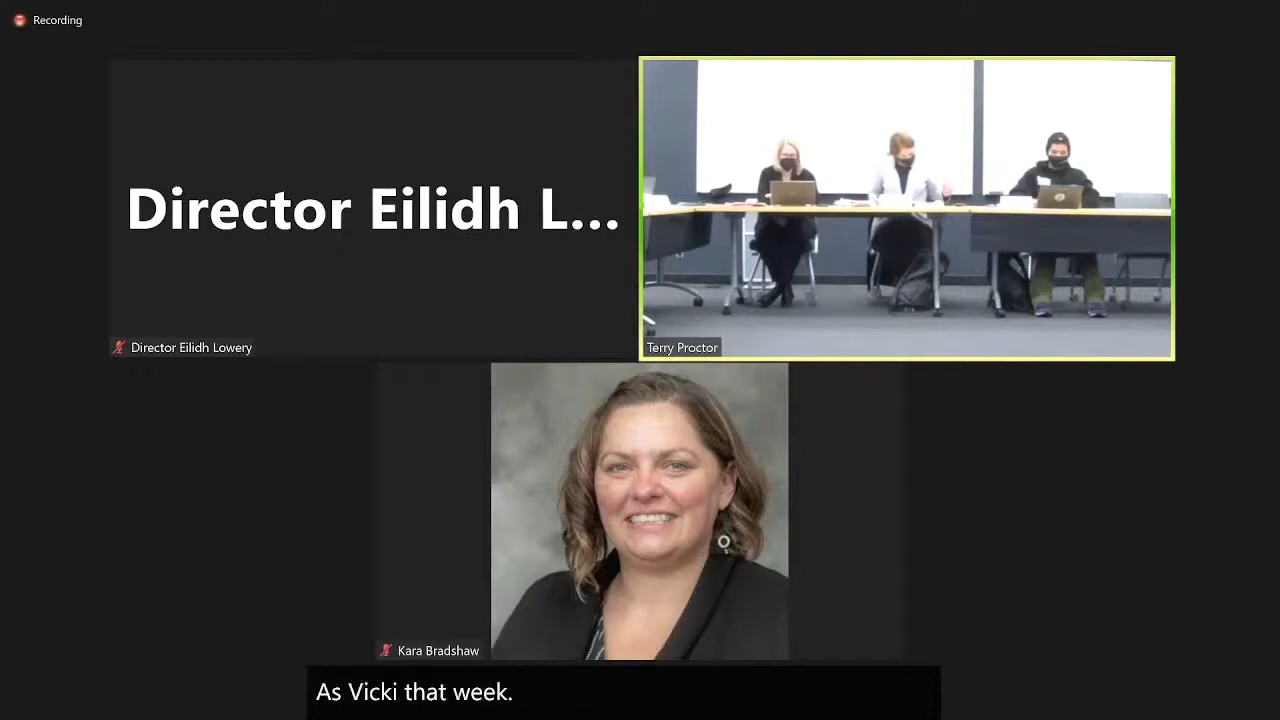 Recording
Director Eilidh L...
Director Eilidh Lowery
Terry Proctor
Kara Bradshaw
As Vicki that week.